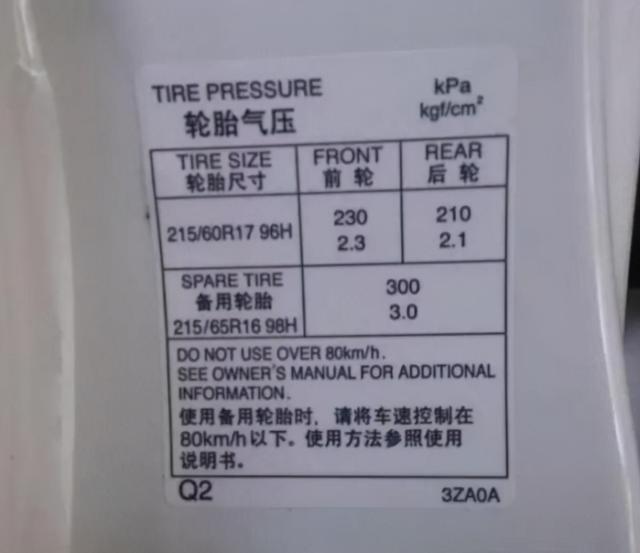 TIRE PRESSURE kPa
轮胎气压 kgf/cm²
TIRE SIZE FRONT REAR
轮胎尺寸 前 轮 后 轮
215/60R17 96H 230 210
2.3 2.1
SPARE TIRE 300
备用轮胎 3.0
215/65R16 98H
DO NOT USE OVER 80km/h.
SEE OWNER'S MANUAL FOR ADDITIONAL
INFORMATION.
使用备用轮胎时, 请将车速控制在
80km/h以下。使用方法参照使用
说明书。
Q2 3ZA0A